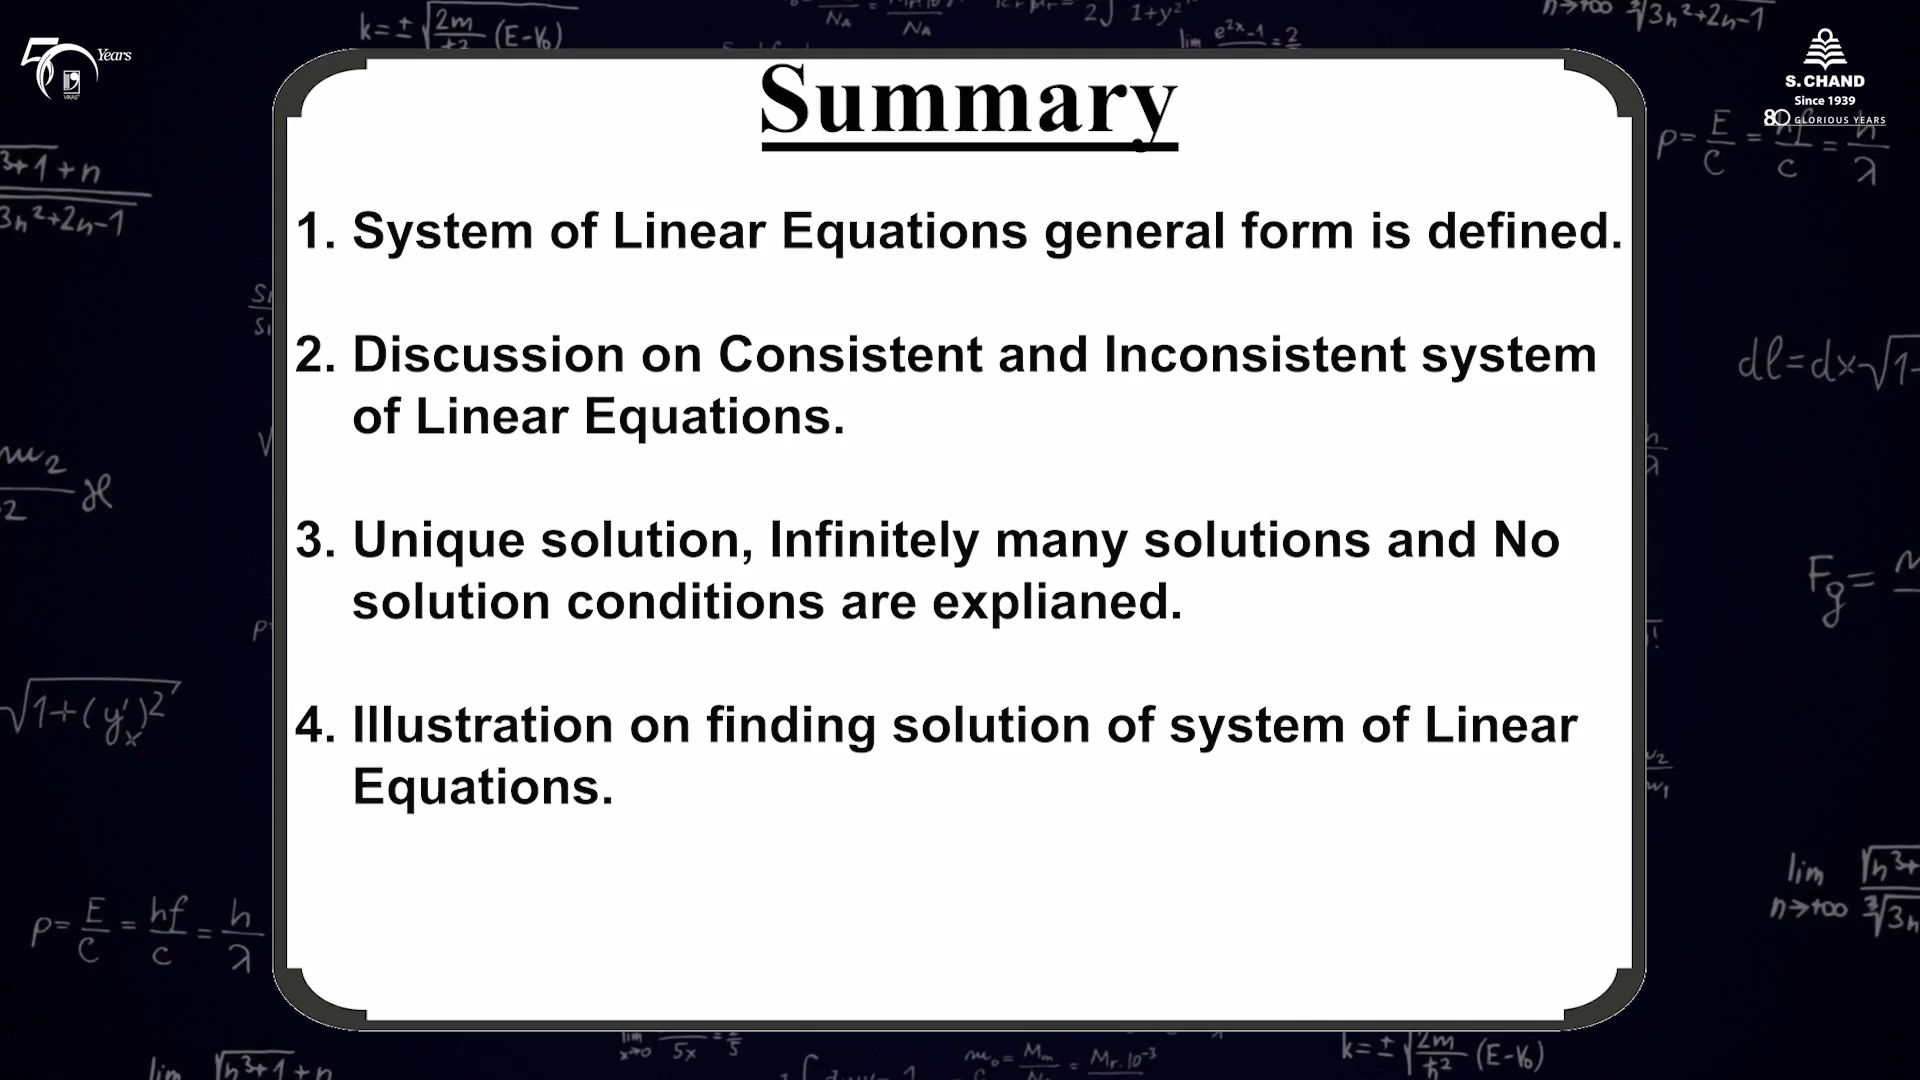 Years
VIKAS
S. CHAND
Since 1939
80 GLORIOUS YEARS
Summary
1. System of Linear Equations general form is defined.
2. Discussion on Consistent and Inconsistent system
of Linear Equations.
3. Unique solution, Infinitely many solutions and No
solution conditions are explianed.
4. Illustration on finding solution of system of Linear
Equations.